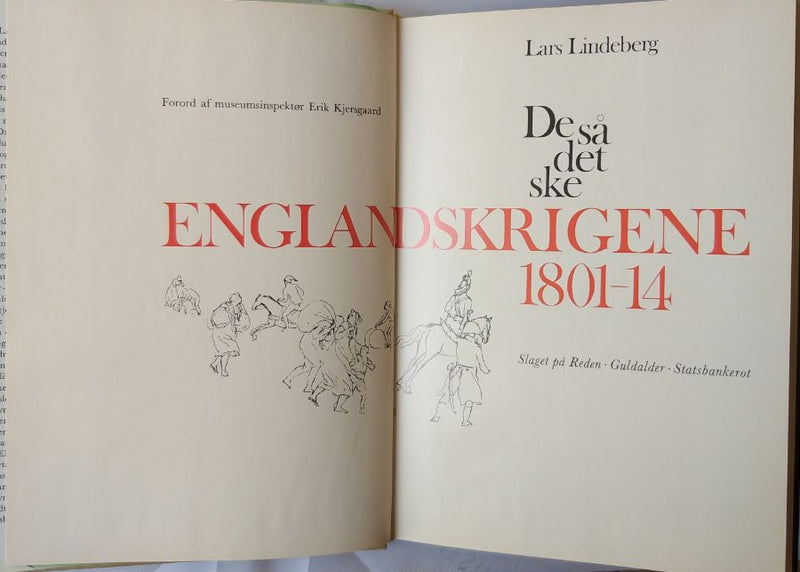 Forord af museumsinspektør Erik Kjersgaard
Lars Lindeberg
De så
det
ske
ENGLANDSKRIGENE
1801-14
Slaget på Reden · Guldalder · Statsbankerot